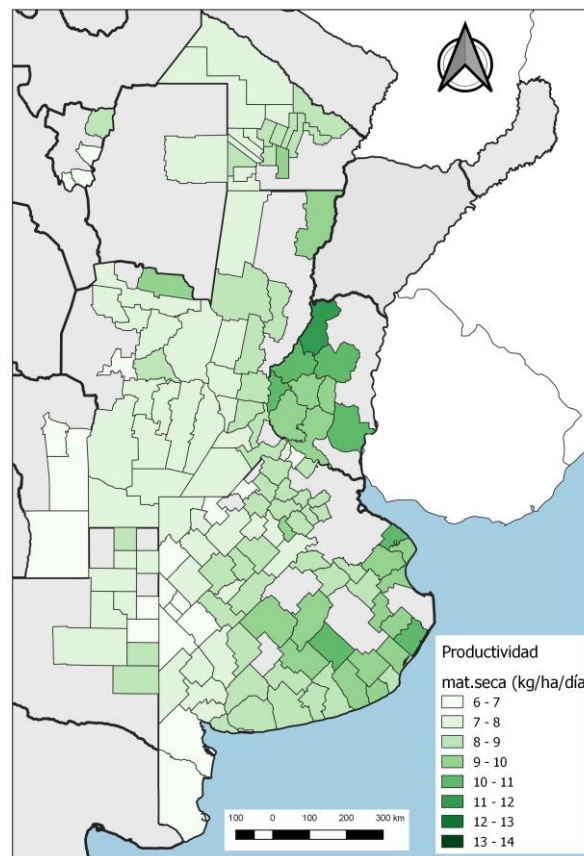 Productividad
mat.seca (kg/ha/día)
6 - 7
7 - 8
8 - 9
9 - 10
10 - 11
11 - 12
12 - 13
13 - 14
100 0 100 200 300 km